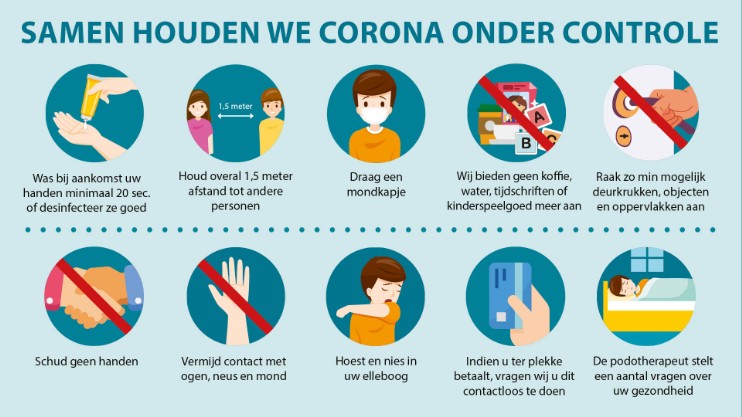 SAMEN HOUDEN WE CORONA ONDER CONTROLE
1,5 meter
A
B
C
Was bij aankomst uw
handen minimaal 20 sec.
of desinfecteer ze goed
Houd overal 1,5 meter
afstand tot andere
personen
Draag een
mondkapje
Wij bieden geen koffie,
water, tijdschriften of
kinderspeelgoed meer aan
Raak zo min mogelijk
deurkrukken, objecten
en oppervlakken aan
Schud geen handen
Vermijd contact met
ogen, neus en mond
Hoest en nies in
uw elleboog
Indien u ter plekke
betaalt, vragen wij u dit
contactloos te doen
De podotherapeut stelt
een aantal vragen over
uw gezondheid